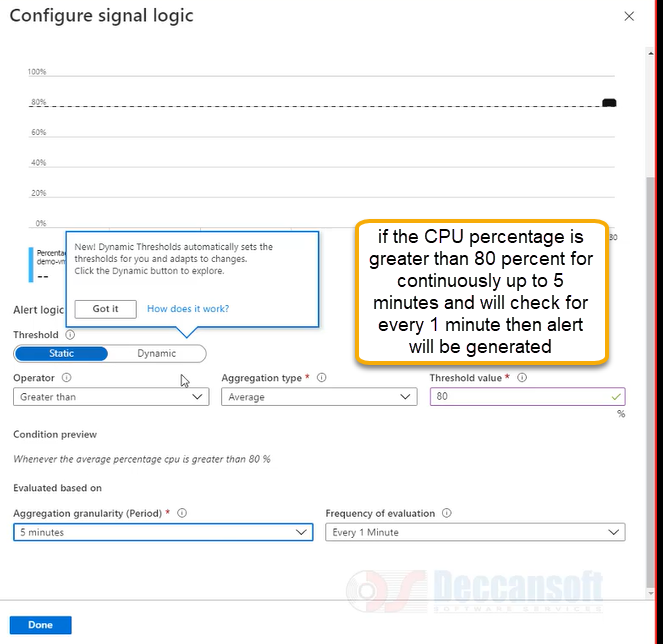 Configure signal logic
100%
80%
60%
40%
20%
0%
80
Percenta
demo-vm
--
New! Dynamic Thresholds automatically sets the
thresholds for you and adapts to changes.
Click the Dynamic button to explore.
Got it
How does it work?
if the CPU percentage is
greater than 80 percent for
continuously up to 5
minutes and will check for
every 1 minute then alert
will be generated
Alert logic
Threshold
Static
Dynamic
Operator
Aggregation type *
Threshold value *
Greater than
Average
80
%
Condition preview
Whenever the average percentage cpu is greater than 80 %
Evaluated based on
Aggregation granularity (Period) *
Frequency of evaluation
5 minutes
Every 1 Minute
Deccansoft
SOFTWARE SERVICES
Done